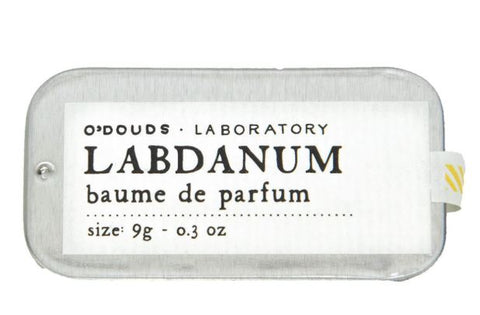 O'DOUDS · LABORATORY
LABDANUM
baume de parfum
size: 9g - 0.3 oz